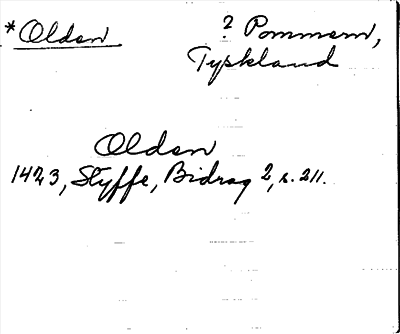 *Olden
? Pommern,
Tyskland
Olden
1423, Styffe, Bidrag 2, s. 211.